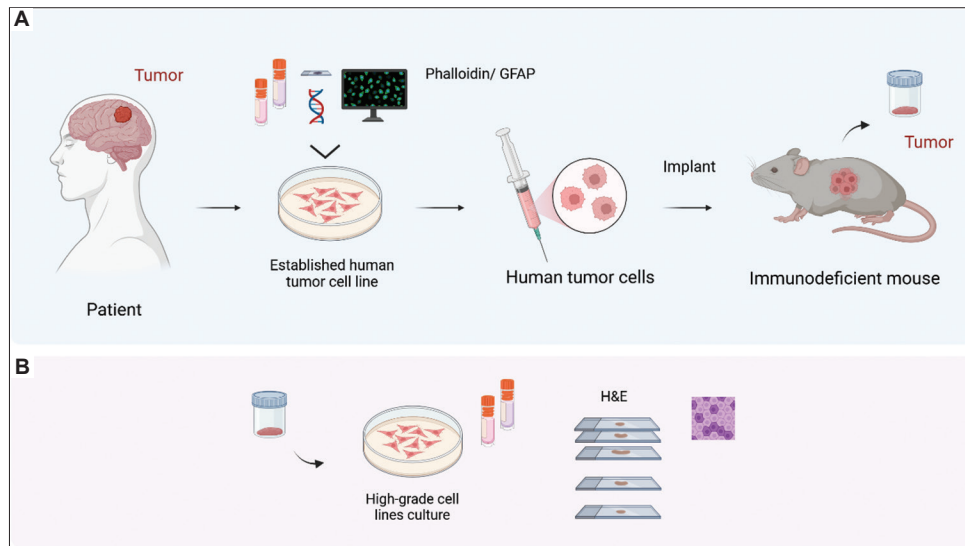 A
Tumor
Phalloidin/ GFAP
Implant
Tumor
Established human
tumor cell line
Human tumor cells
Immunodeficient mouse
Patient
B
H&E
High-grade cell
lines culture